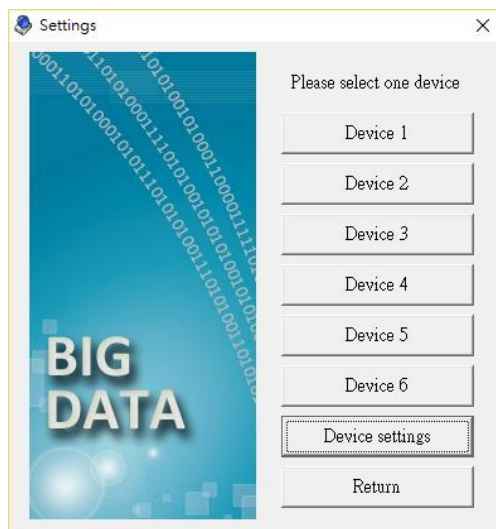 Settings
Please select one device
Device 1
Device 2
Device 3
Device 4
Device 5
Device 6
Device settings
Return
BIG
DATA